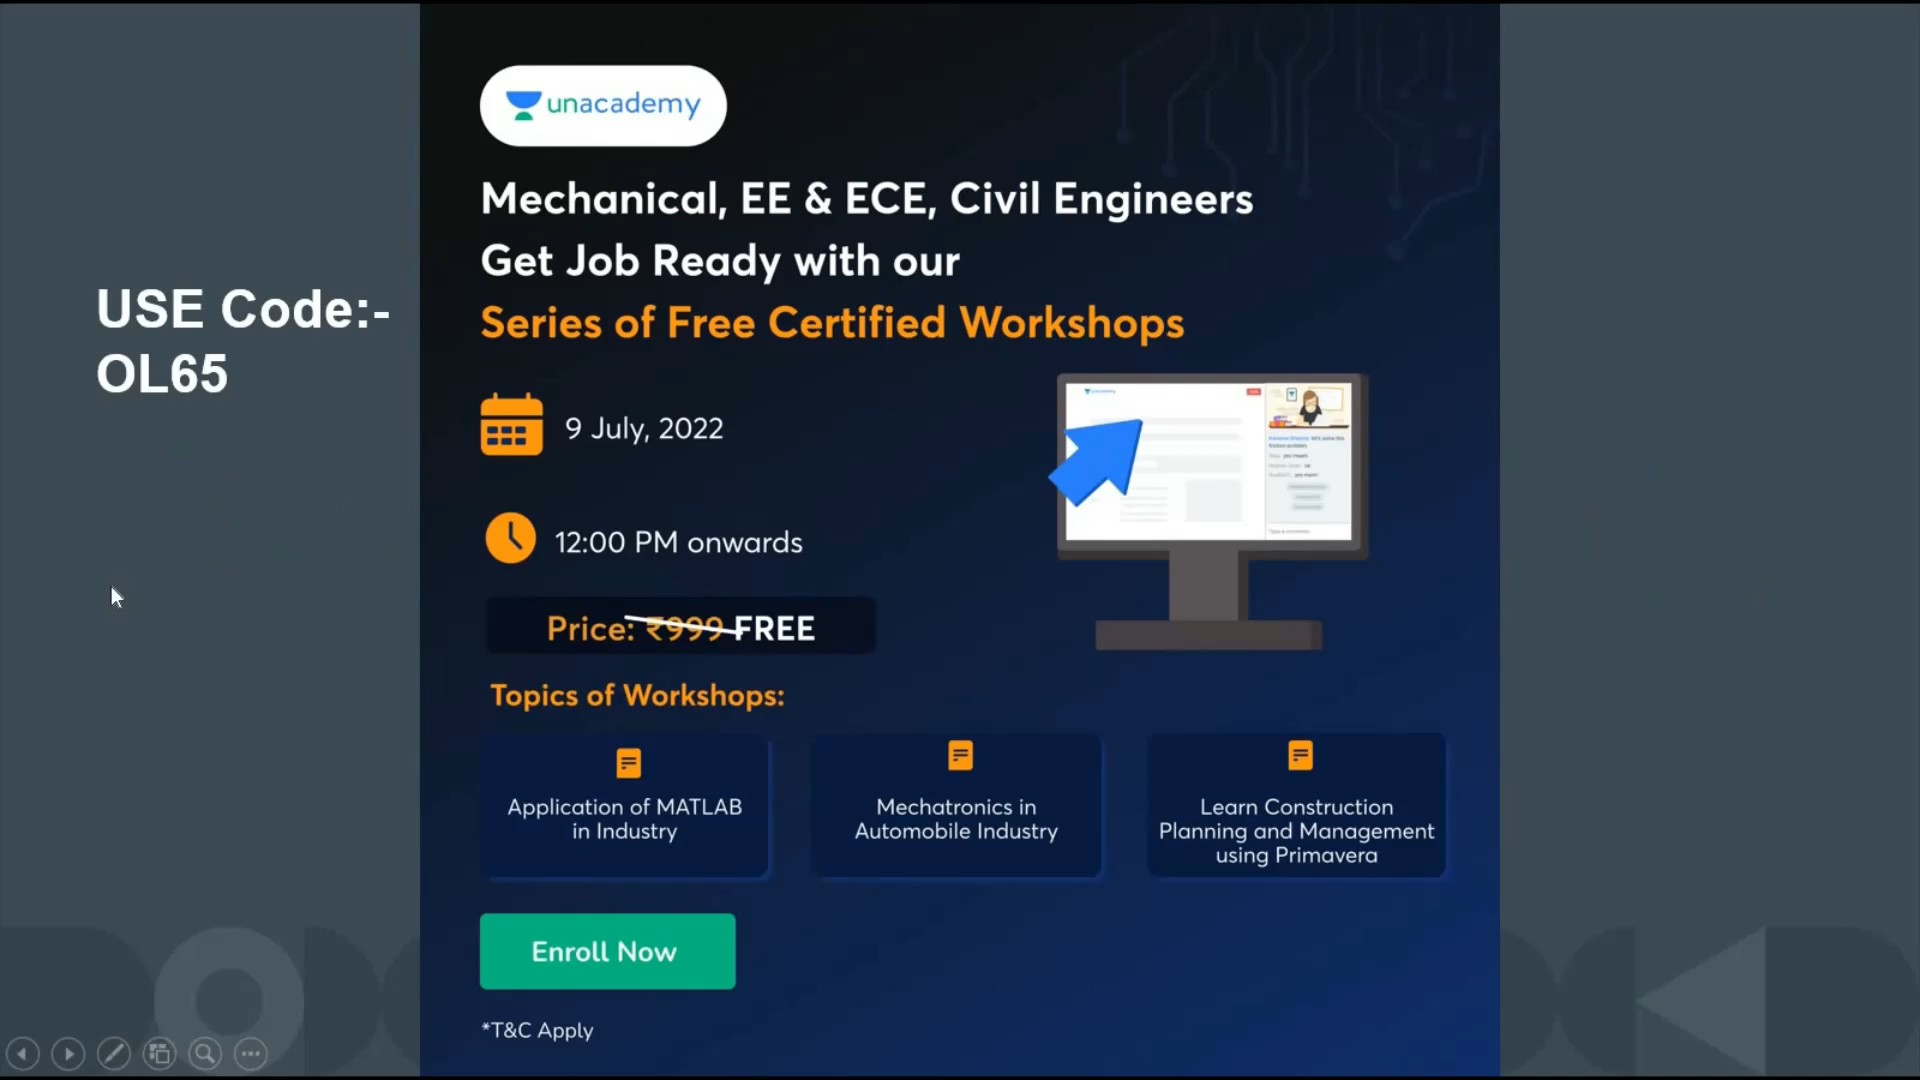 USE Code:-
OL65
unacademy
Mechanical, EE & ECE, Civil Engineers
Get Job Ready with our
Series of Free Certified Workshops
9 July, 2022
12:00 PM onwards
Price: ₹999 FREE
Topics of Workshops:
Application of MATLAB
in Industry
Mechatronics in
Automobile Industry
Learn Construction
Planning and Management
using Primavera
Enroll Now
*T&C Apply